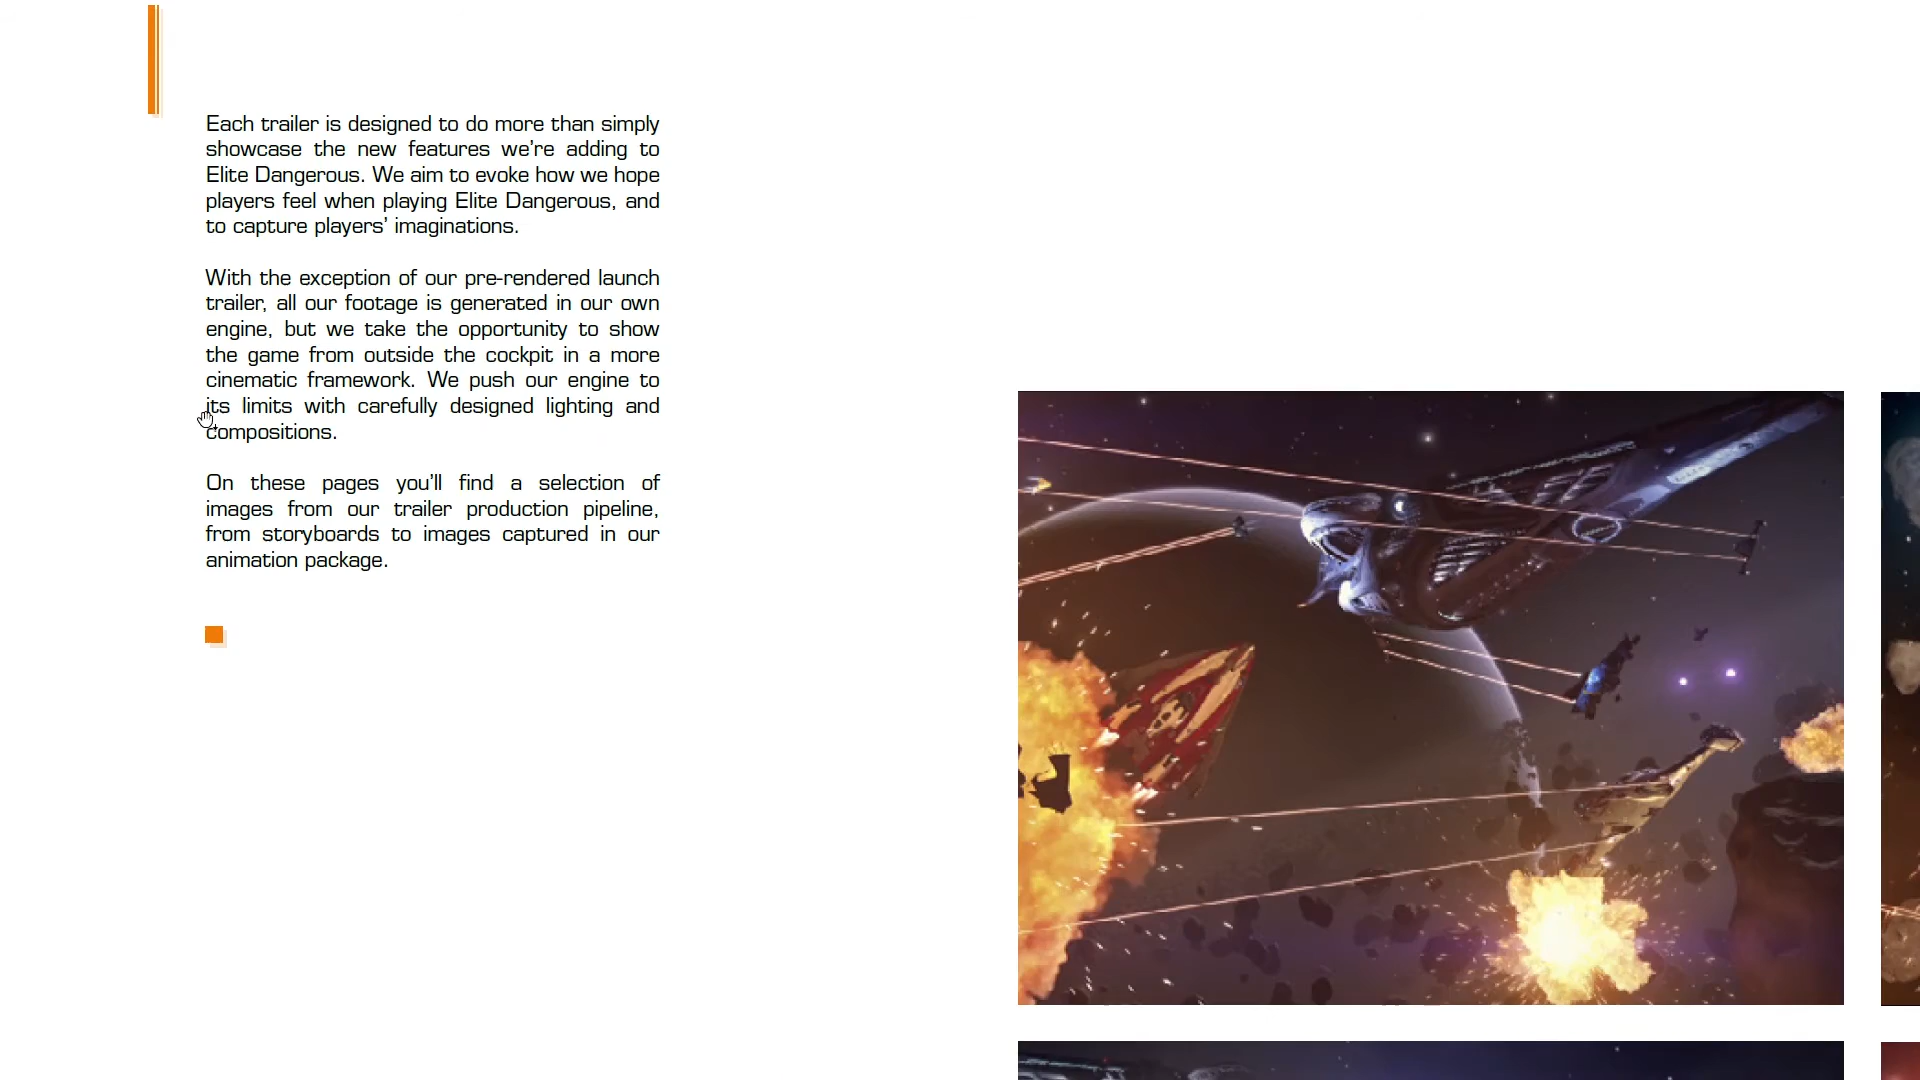 Each trailer is designed to do more than simply
showcase the new features we're adding to
Elite Dangerous. We aim to evoke how we hope
players feel when playing Elite Dangerous, and
to capture players' imaginations.
With the exception of our pre-rendered launch
trailer, all our footage is generated in our own
engine, but we take the opportunity to show
the game from outside the cockpit in a more
cinematic framework. We push our engine to
its limits with carefully designed lighting and
compositions.
On these pages you'll find a selection of
images from our trailer production pipeline,
from storyboards to images captured in our
animation package.